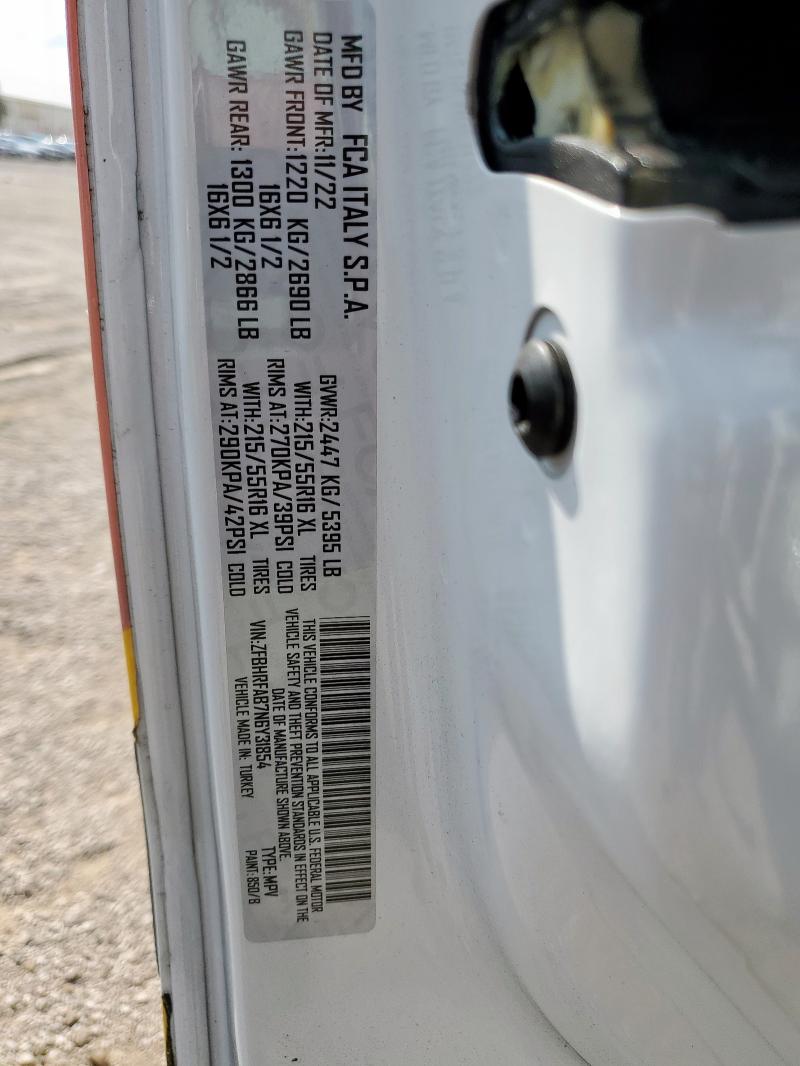 MFD BY FCA ITALY S.P.A.
DATE OF MFR:11/22 GVWR:2447 KG/5395 LB
GAWR FRONT:1220 KG/2690 LB WITH:215/55R16 XL TIRES
16X6 1/2 RIMS AT:270KPA/39PSI COLD
GAWR REAR: 1300 KG/2866 LB WITH:215/55R16 XL TIRES
16X6 1/2 RIMS AT:290KPA/42PSI COLD
THIS VEHICLE CONFORMS TO ALL APPLICABLE U.S. FEDERAL MOTOR
VEHICLE SAFETY AND THEFT PREVENTION STANDARDS IN EFFECT ON THE
DATE OF MANUFACTURE SHOWN ABOVE.
VIN:ZFBHRFAB7N6Y31854 TYPE:MPV
VEHICLE MADE IN: TURKEY PAINT:850/B